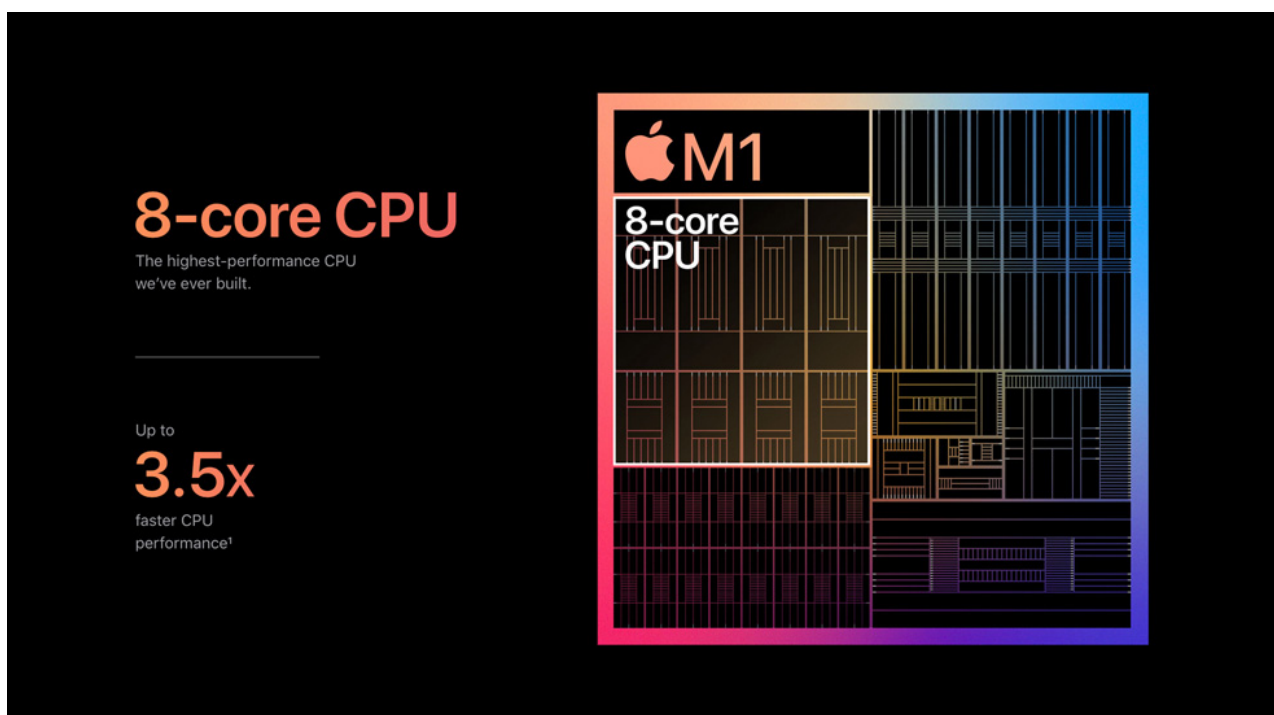 8-core CPU
The highest-performance CPU
we’ve ever built.
Up to
3.5x
faster CPU
performance¹
M1
8-core
CPU